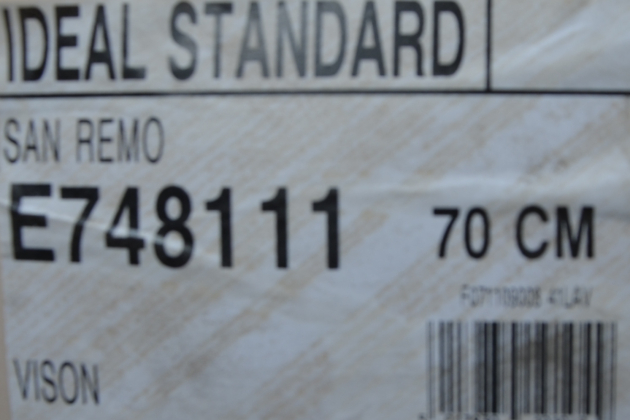 IDEAL STANDARD
SAN REMO
E748111 70 CM
VISON